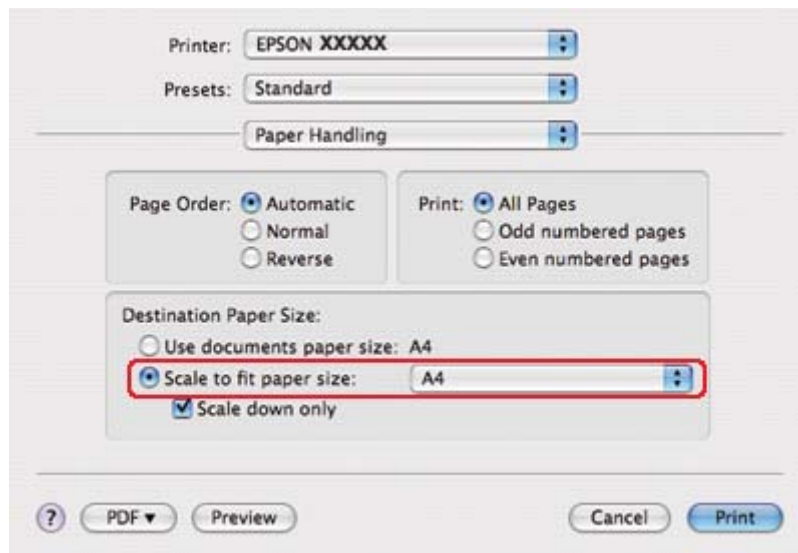 Printer: EPSON XXXXX
Presets: Standard
Paper Handling
Page Order: Automatic
Normal
Reverse
Print: All Pages
Odd numbered pages
Even numbered pages
Destination Paper Size:
Use documents paper size: A4
Scale to fit paper size: A4
Scale down only
? PDF▼ Preview Cancel Print